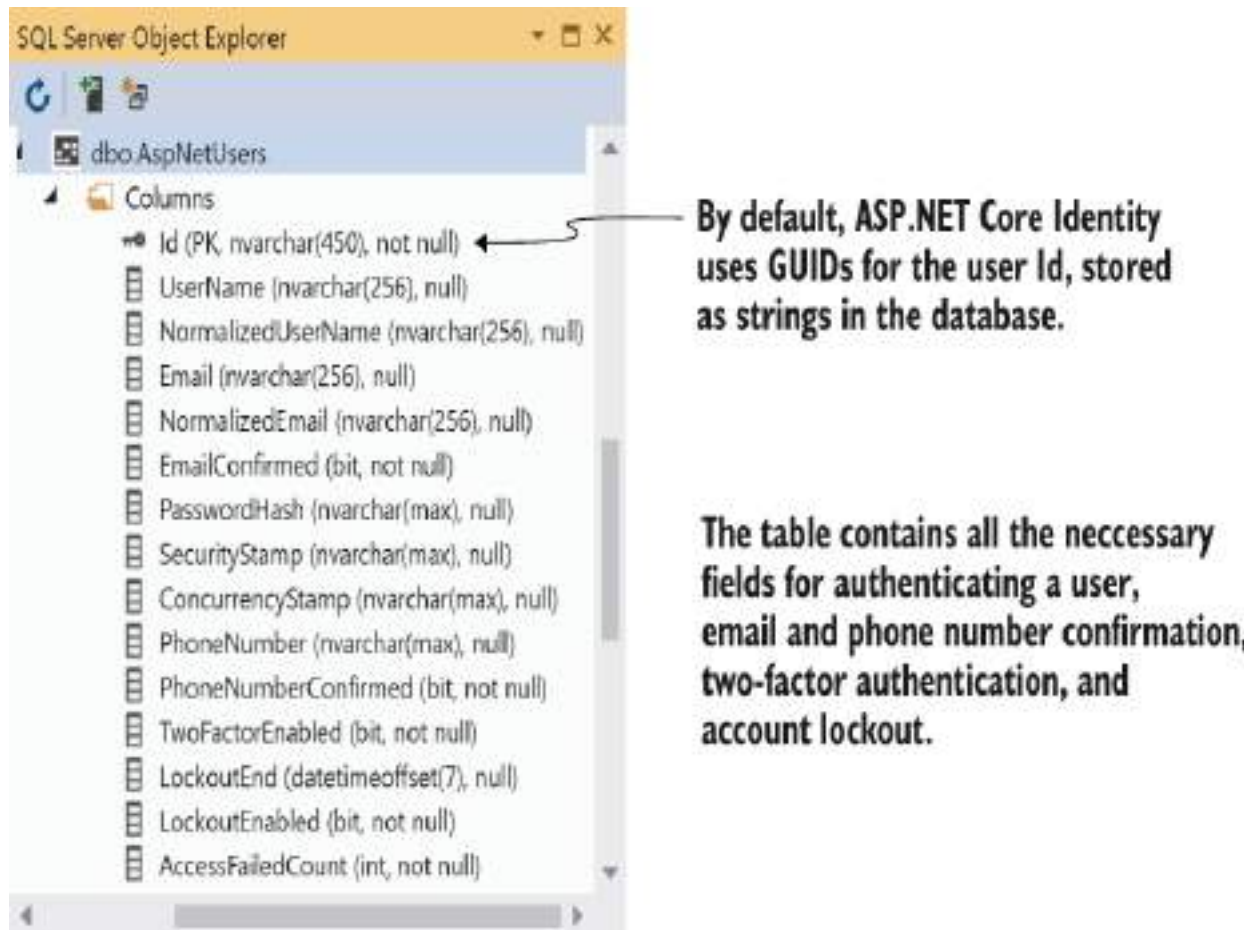 SQL Server Object Explorer
dbo.AspNetUsers
Columns
Id (PK, nvarchar(450), not null)
UserName (nvarchar(256), null)
NormalizedUserName (nvarchar(256), null)
Email (nvarchar(256), null)
NormalizedEmail (nvarchar(256), null)
EmailConfirmed (bit, not null)
PasswordHash (nvarchar(max), null)
SecurityStamp (nvarchar(max), null)
ConcurrencyStamp (nvarchar(max), null)
PhoneNumber (nvarchar(max), null)
PhoneNumberConfirmed (bit, not null)
TwoFactorEnabled (bit, not null)
LockoutEnd (datetimeoffset(7), null)
LockoutEnabled (bit, not null)
AccessFailedCount (int, not null)
By default, ASP.NET Core Identity
uses GUIDs for the user Id, stored
as strings in the database.
The table contains all the neccessary
fields for authenticating a user,
email and phone number confirmation,
two-factor authentication, and
account lockout.